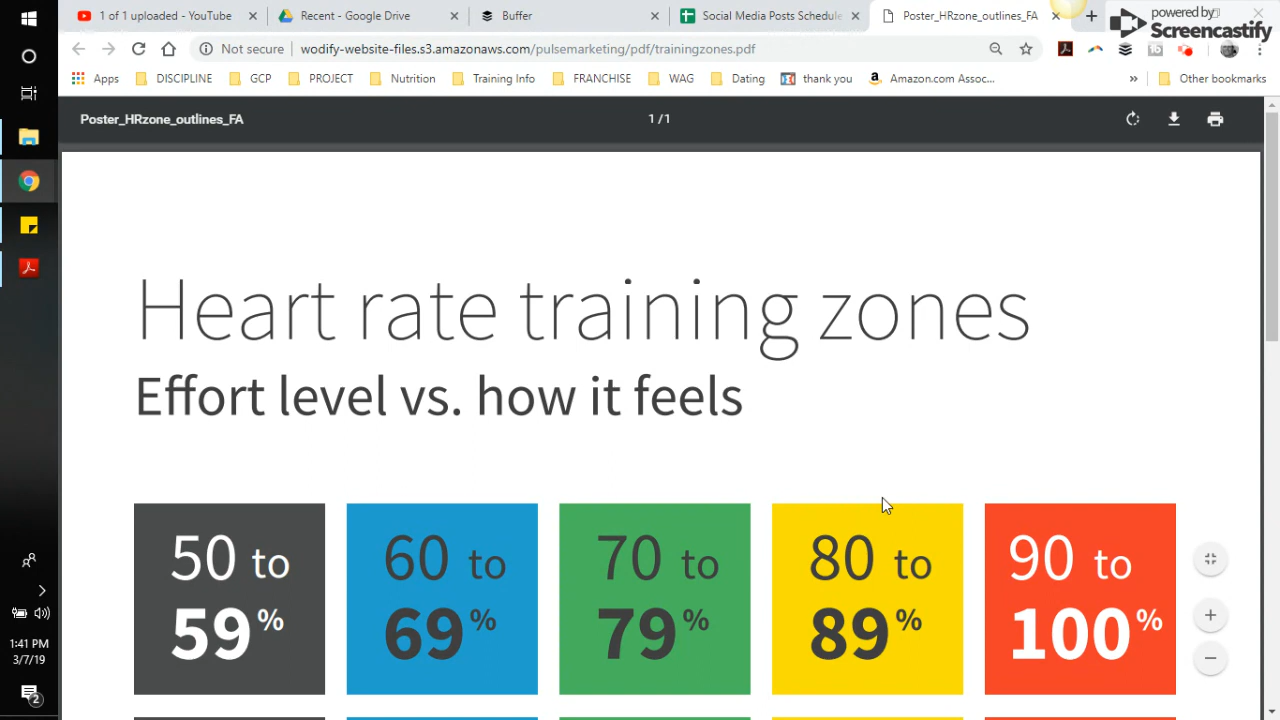 1 of 1 uploaded - YouTube
Recent - Google Drive
Buffer
Social Media Posts Schedule
Poster_HRzone_outlines_FA
powered by
Screencastify
Not secure
wodify-website-files.s3.amazonaws.com/pulsemarketing/pdf/trainingzones.pdf
Apps
DISCIPLINE
GCP
PROJECT
Nutrition
Training Info
FRANCHISE
WAG
Dating
thank you
Amazon.com Assoc...
Other bookmarks
Poster_HRzone_outlines_FA
1 / 1
Heart rate training zones
Effort level vs. how it feels
50 to
59%
60 to
69%
70 to
79%
80 to
89%
90 to
100%
1:41 PM
3/7/19
2